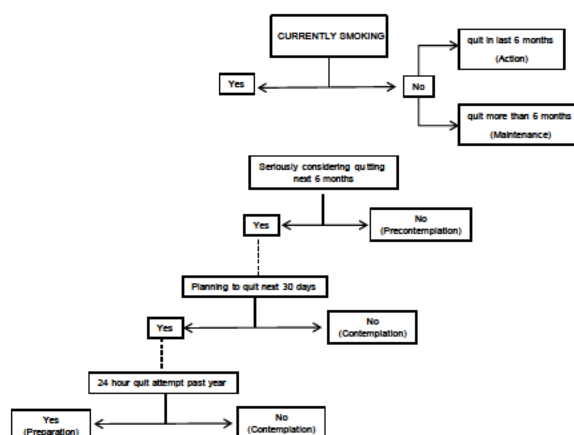 CURRENTLY SMOKING
quit in last 6 months
(Action)
Yes
No
quit more than 6 months
(Maintenance)
Seriously considering quitting
next 6 months
Yes
No
(Precontemplation)
Planning to quit next 30 days
Yes
No
(Contemplation)
24 hour quit attempt past year
Yes
(Preparation)
No
(Contemplation)